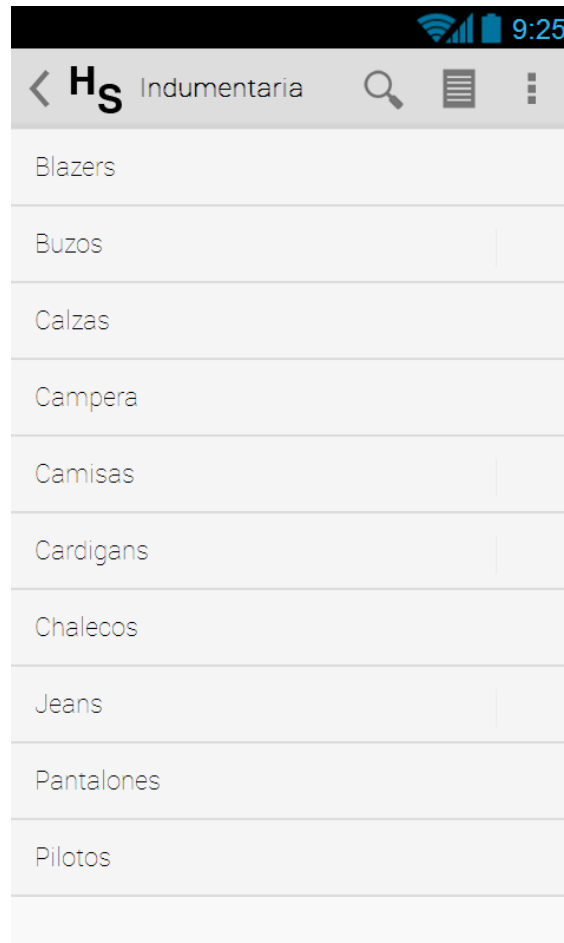 9:25
HS Indumentaria
Blazers
Buzos
Calzas
Campera
Camisas
Cardigans
Chalecos
Jeans
Pantalones
Pilotos